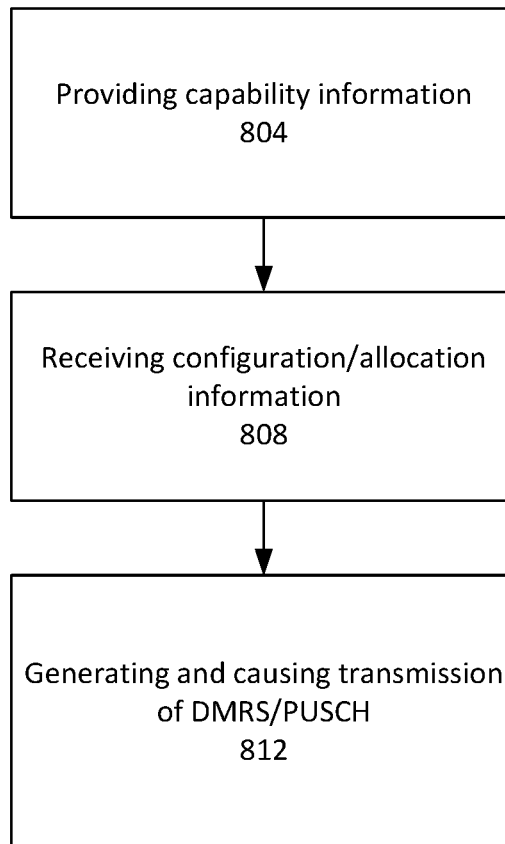 Providing capability information
804
Receiving configuration/allocation
information
808
Generating and causing transmission
of DMRS/PUSCH
812